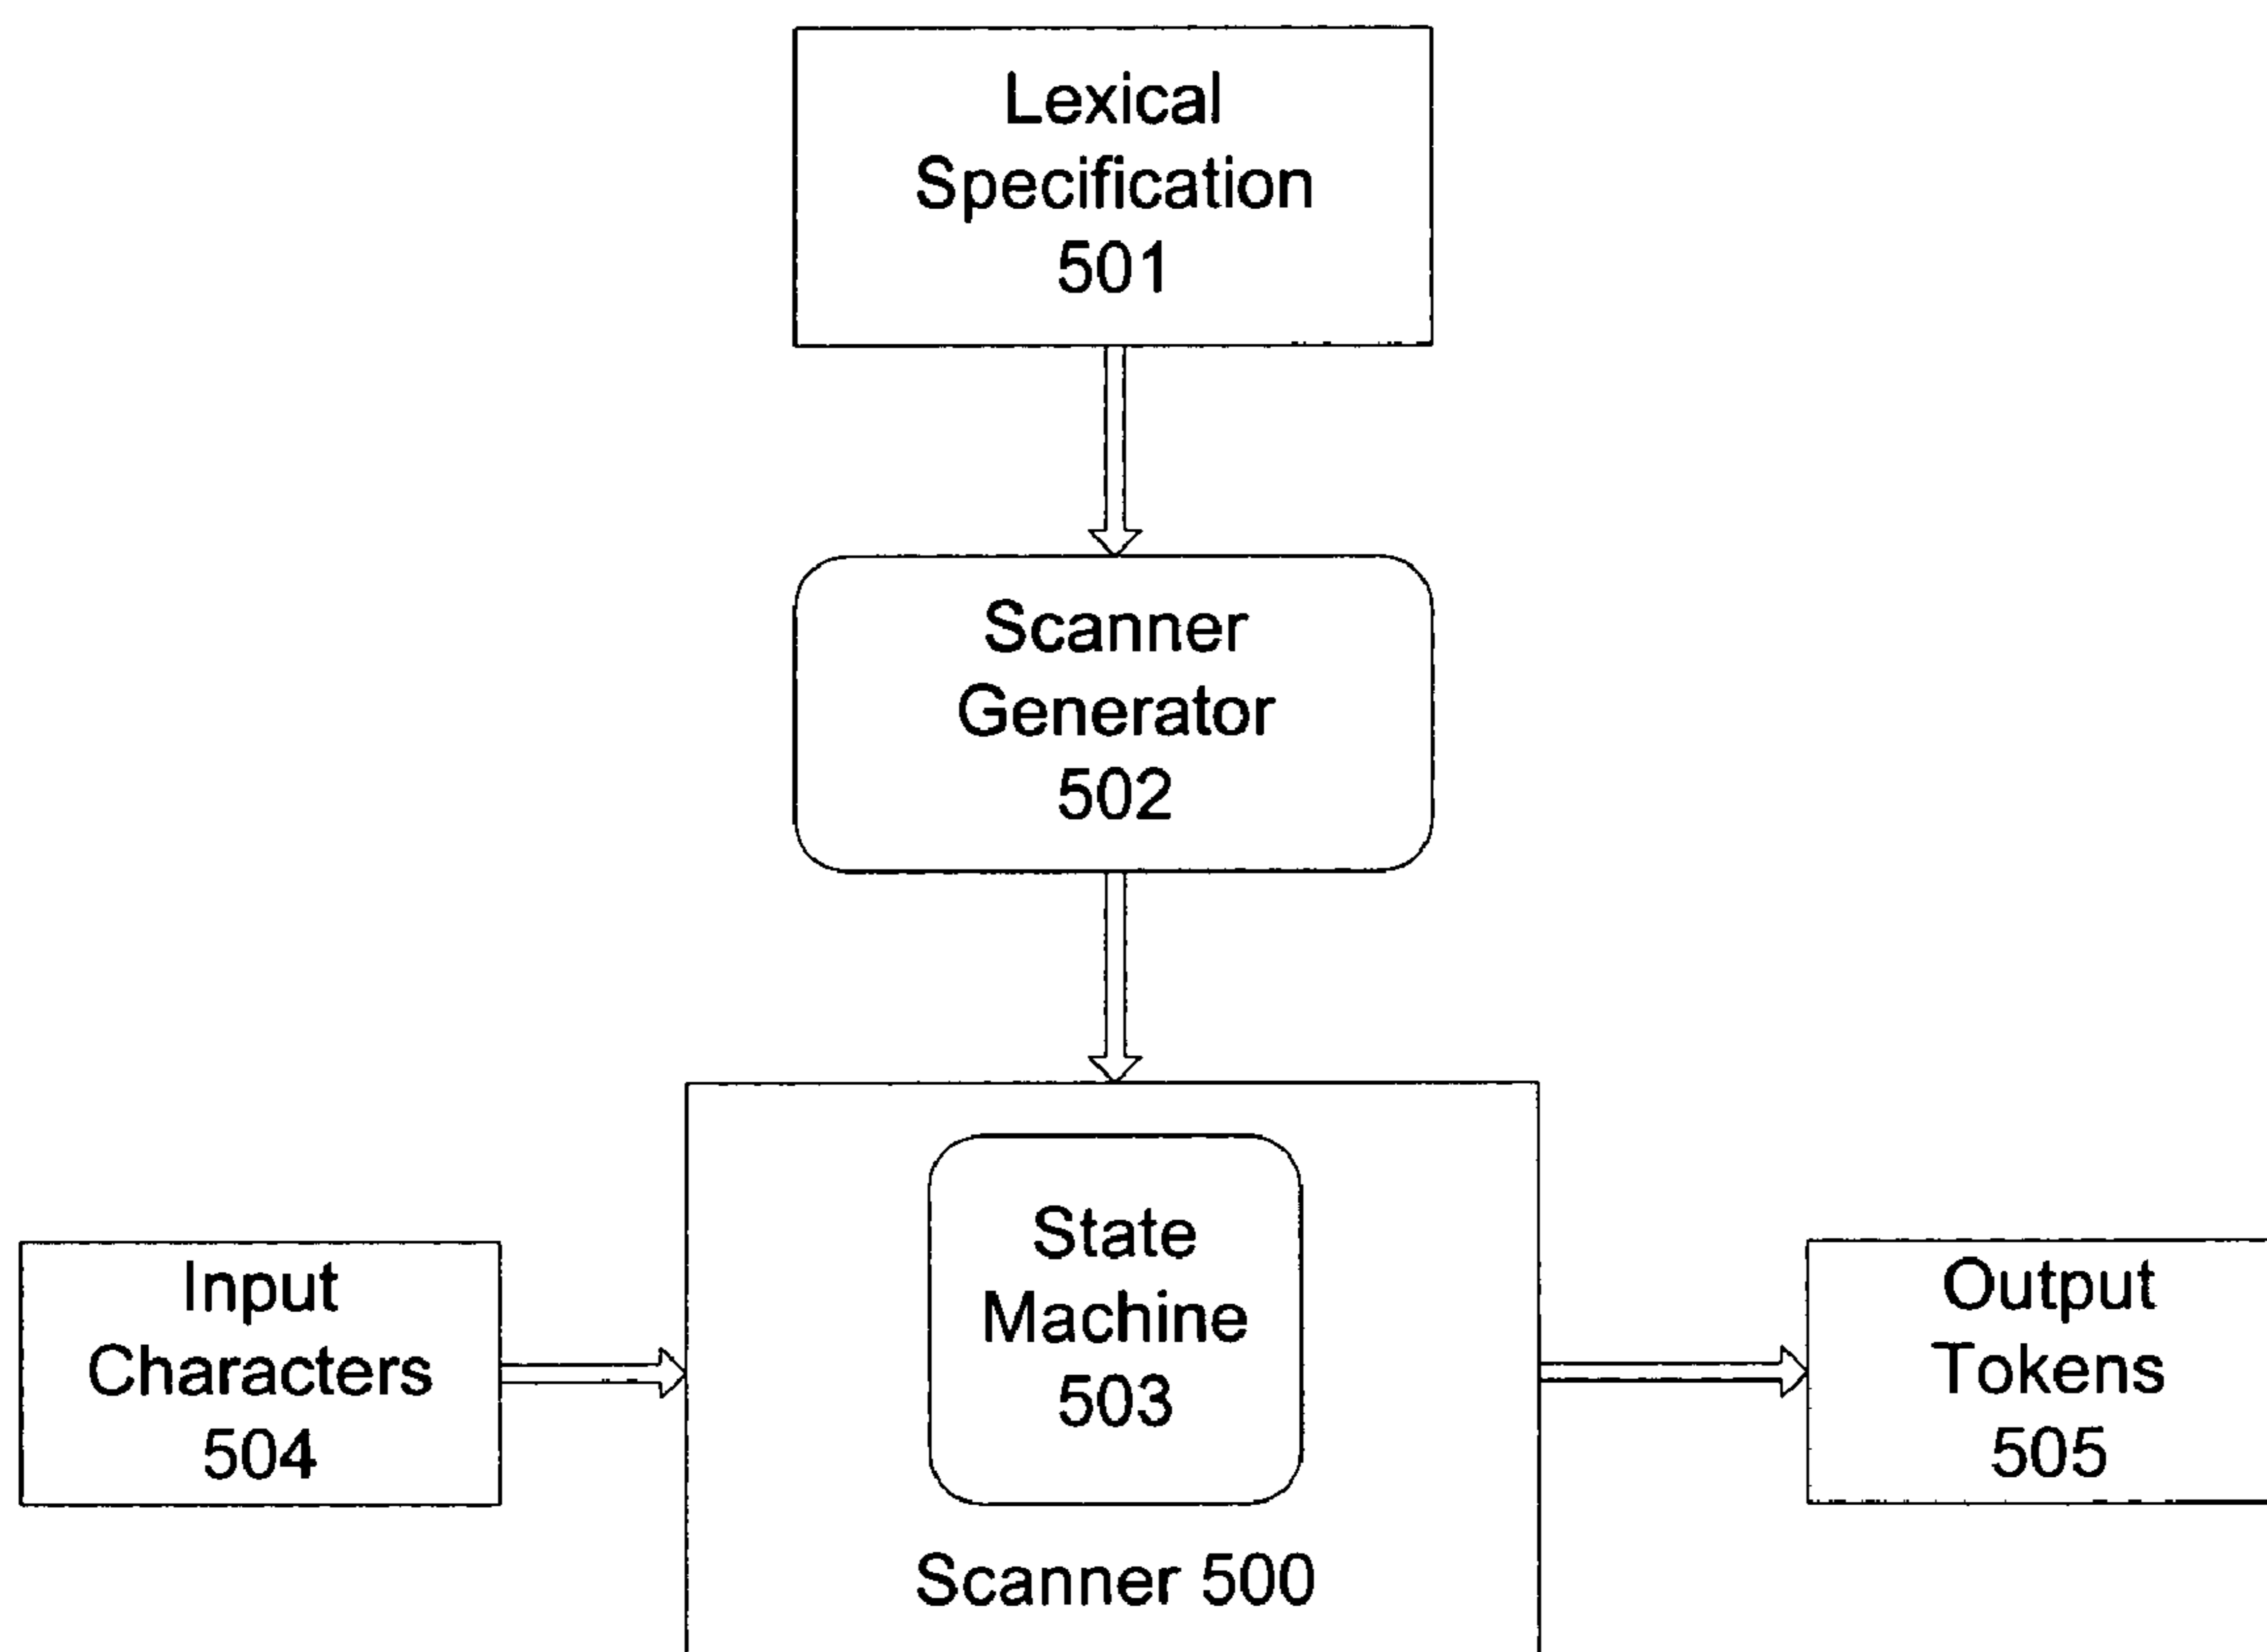 Lexical
Specification
501
Scanner
Generator
502
State
Machine
503
Input
Characters
504
Output
Tokens
505
Scanner 500